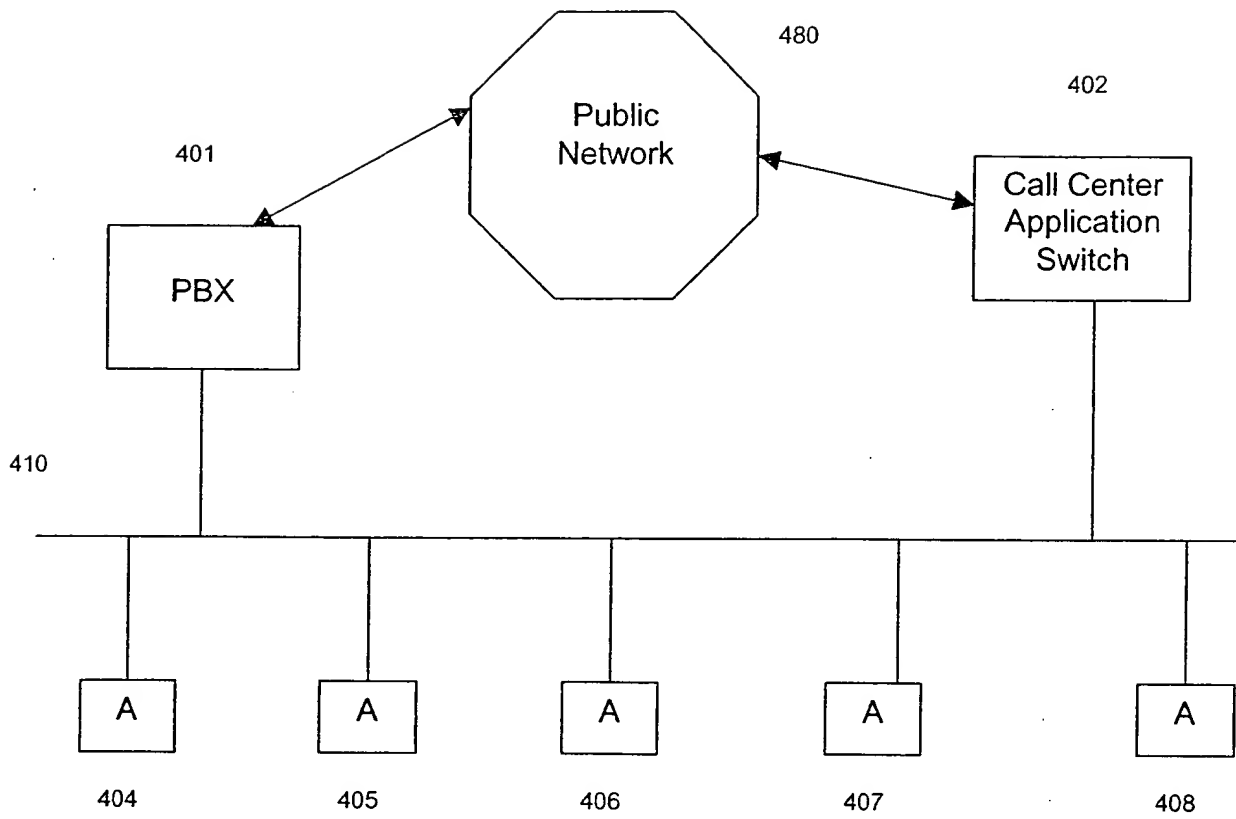 480
402
Public
Network
401
Call Center
Application
Switch
PBX
410
A
A
A
A
A
404
405
406
407
408